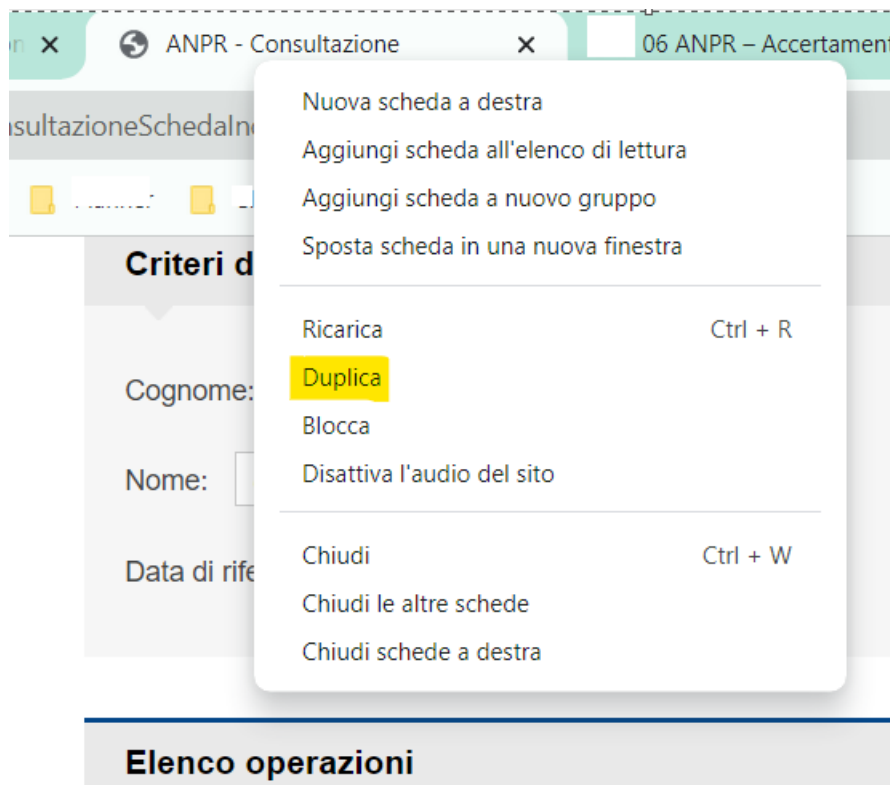 ANPR - Consultazione
06 ANPR – Accertament
nsultazioneSchedaInd
Nuova scheda a destra
Aggiungi scheda all'elenco di lettura
Aggiungi scheda a nuovo gruppo
Sposta scheda in una nuova finestra
Criteri d
Ricarica Ctrl + R
Duplica
Cognome:
Blocca
Nome:
Disattiva l'audio del sito
Chiudi Ctrl + W
Data di rife
Chiudi le altre schede
Chiudi schede a destra
Elenco operazioni